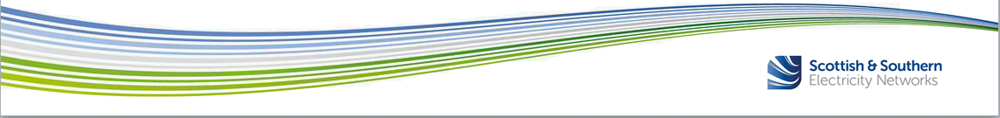 Scottish & Southern
Electricity Networks